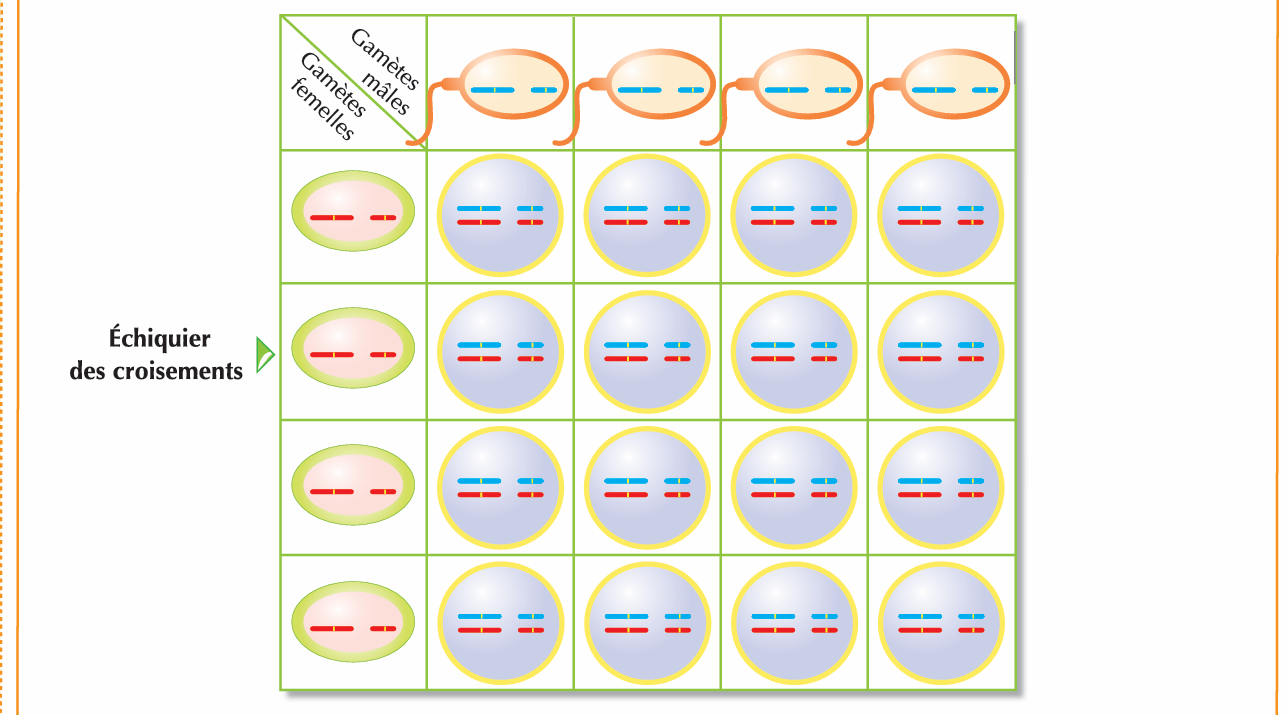 Gamètes
mâles
Gamètes
femelles
Échiquier
des croisements